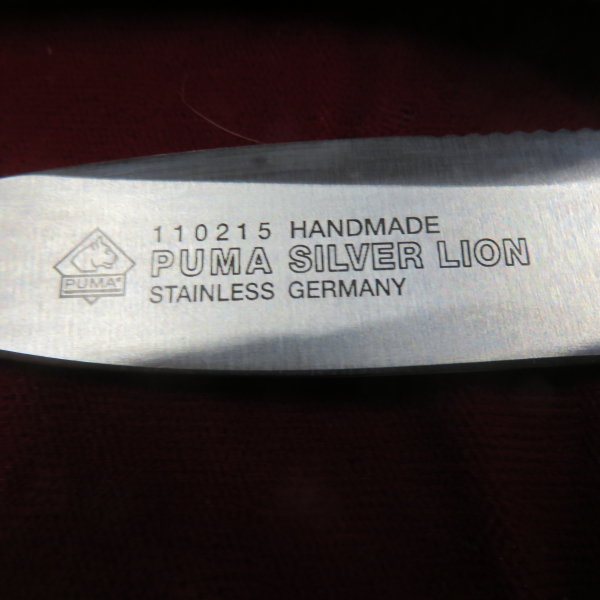 110215 HANDMADE
PUMA SILVER LION
STAINLESS GERMANY
PUMA®